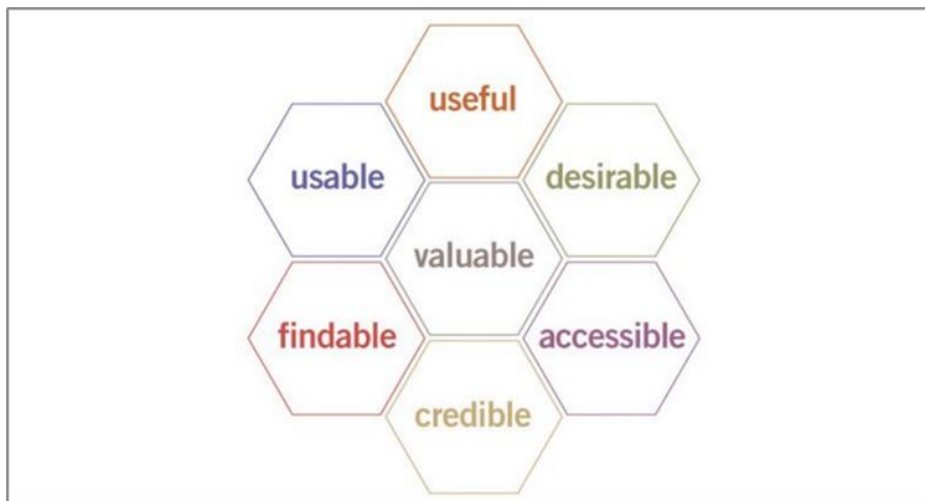 useful
usable
desirable
valuable
findable
accessible
credible